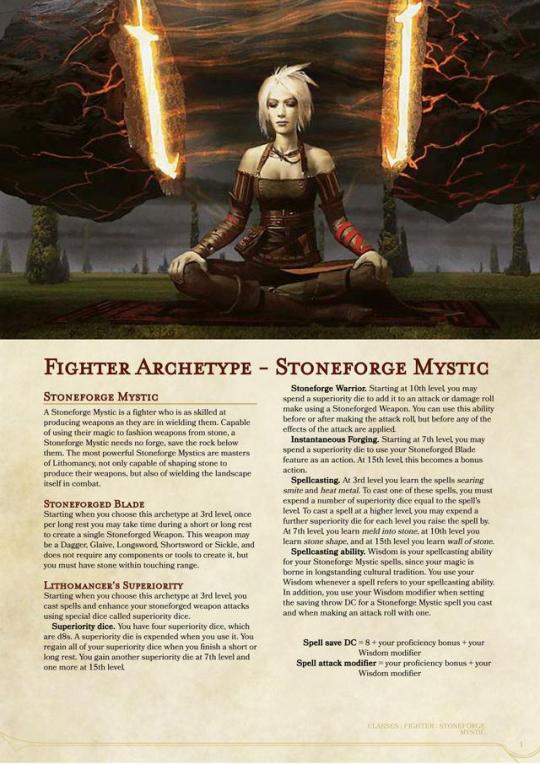 Fighter Archetype – Stoneforge Mystic
Stoneforge Mystic
A Stoneforge Mystic is a fighter who is as skilled at
producing weapons as they are in wielding them. Capable
of using their magic to fashion weapons from stone, a
Stoneforge Mystic needs no forge, save the rock below
them. The most powerful Stoneforge Mystics are masters
of Lithomancy, not only capable of shaping stone to
produce their weapons, but also of wielding the landscape
itself in combat.
Stoneforged Blade
Starting when you choose this archetype at 3rd level, once
per long rest you may take time during a short or long rest
to create a single Stoneforged Weapon. This weapon may
be a Dagger, Glaive, Longsword, Shortsword or Sickle, and
does not require any components or tools to create it, but
you must have stone within touching range.
Lithomancer's Superiority
Starting when you choose this archetype at 3rd level, you
cast spells and enhance your stoneforged weapon attacks
using special dice called superiority dice.
Superiority dice. You have four superiority dice, which
are d8s. A superiority die is expended when you use it. You
regain all of your superiority dice when you finish a short or
long rest. You gain another superiority die at 7th level and
one more at 15th level.
Stoneforge Warrior. Starting at 10th level, you may
spend a superiority die to add it to an attack or damage roll
make using a Stoneforged Weapon. You can use this ability
before or after making the attack roll, but before any of the
effects of the attack are applied.
Instantaneous Forging. Starting at 7th level, you may
spend a superiority die to use your Stoneforged Blade
feature as an action. At 15th level, this becomes a bonus
action.
Spellcasting. At 3rd level you learn the spells searing
smite and heat metal. To cast one of these spells, you must
expend a number of superiority dice equal to the spell's
level. To cast a spell at a higher level, you may expend a
further superiority die for each level you raise the spell by.
At 7th level, you learn meld into stone, at 10th level you
learn stone shape, and at 15th level you learn wall of stone.
Spellcasting ability. Wisdom is your spellcasting ability
for your Stoneforge Mystic spells, since your magic is
borne in longstanding cultural tradition. You use your
Wisdom whenever a spell refers to your spellcasting ability.
In addition, you use your Wisdom modifier when setting
the saving throw DC for a Stoneforge Mystic spell you cast
and when making an attack roll with one.
Spell save DC = 8 + your proficiency bonus + your
Wisdom modifier
Spell attack modifier = your proficiency bonus + your
Wisdom modifier
CLASSES | FIGHTER : STONEFORGE
MYSTIC
1